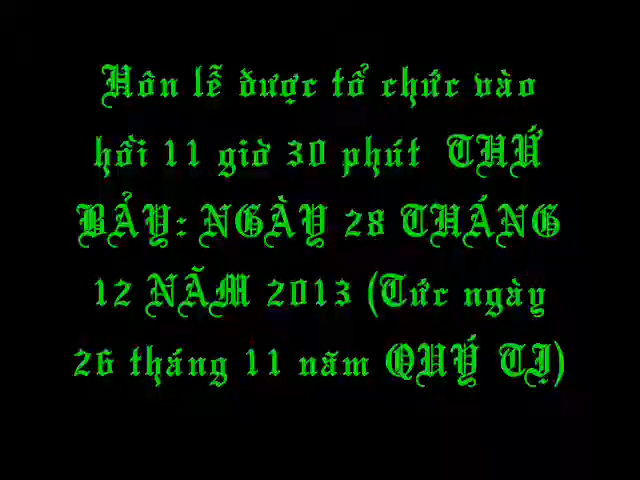 Hôn lễ được tổ chức vào
hồi 11 giờ 30 phút THỨ
BẢY: NGÀY 28 THÁNG
12 NĂM 2013 (Tức ngày
26 tháng 11 năm QUÝ TỊ)